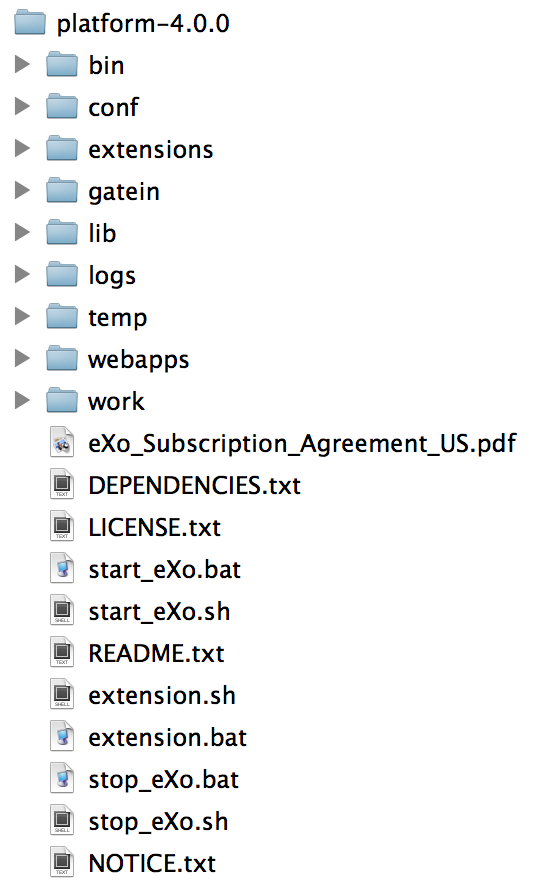 platform-4.0.0
bin
conf
extensions
gatein
lib
logs
temp
webapps
work
eXo_Subscription_Agreement_US.pdf
DEPENDENCIES.txt
LICENSE.txt
start_eXo.bat
start_eXo.sh
README.txt
extension.sh
extension.bat
stop_eXo.bat
stop_eXo.sh
NOTICE.txt